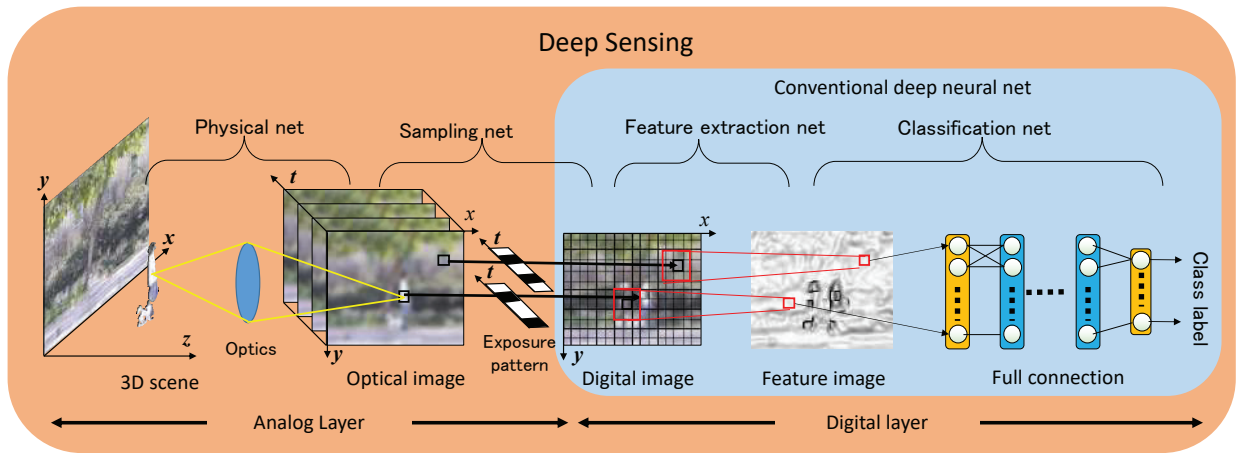 Deep Sensing
Conventional deep neural net
Physical net
Sampling net
Feature extraction net
Classification net
y
x
z
t
x
y
t
t
x
y
Optics
Exposure
pattern
3D scene
Optical image
Digital image
Feature image
Full connection
Class label
Analog Layer
Digital layer